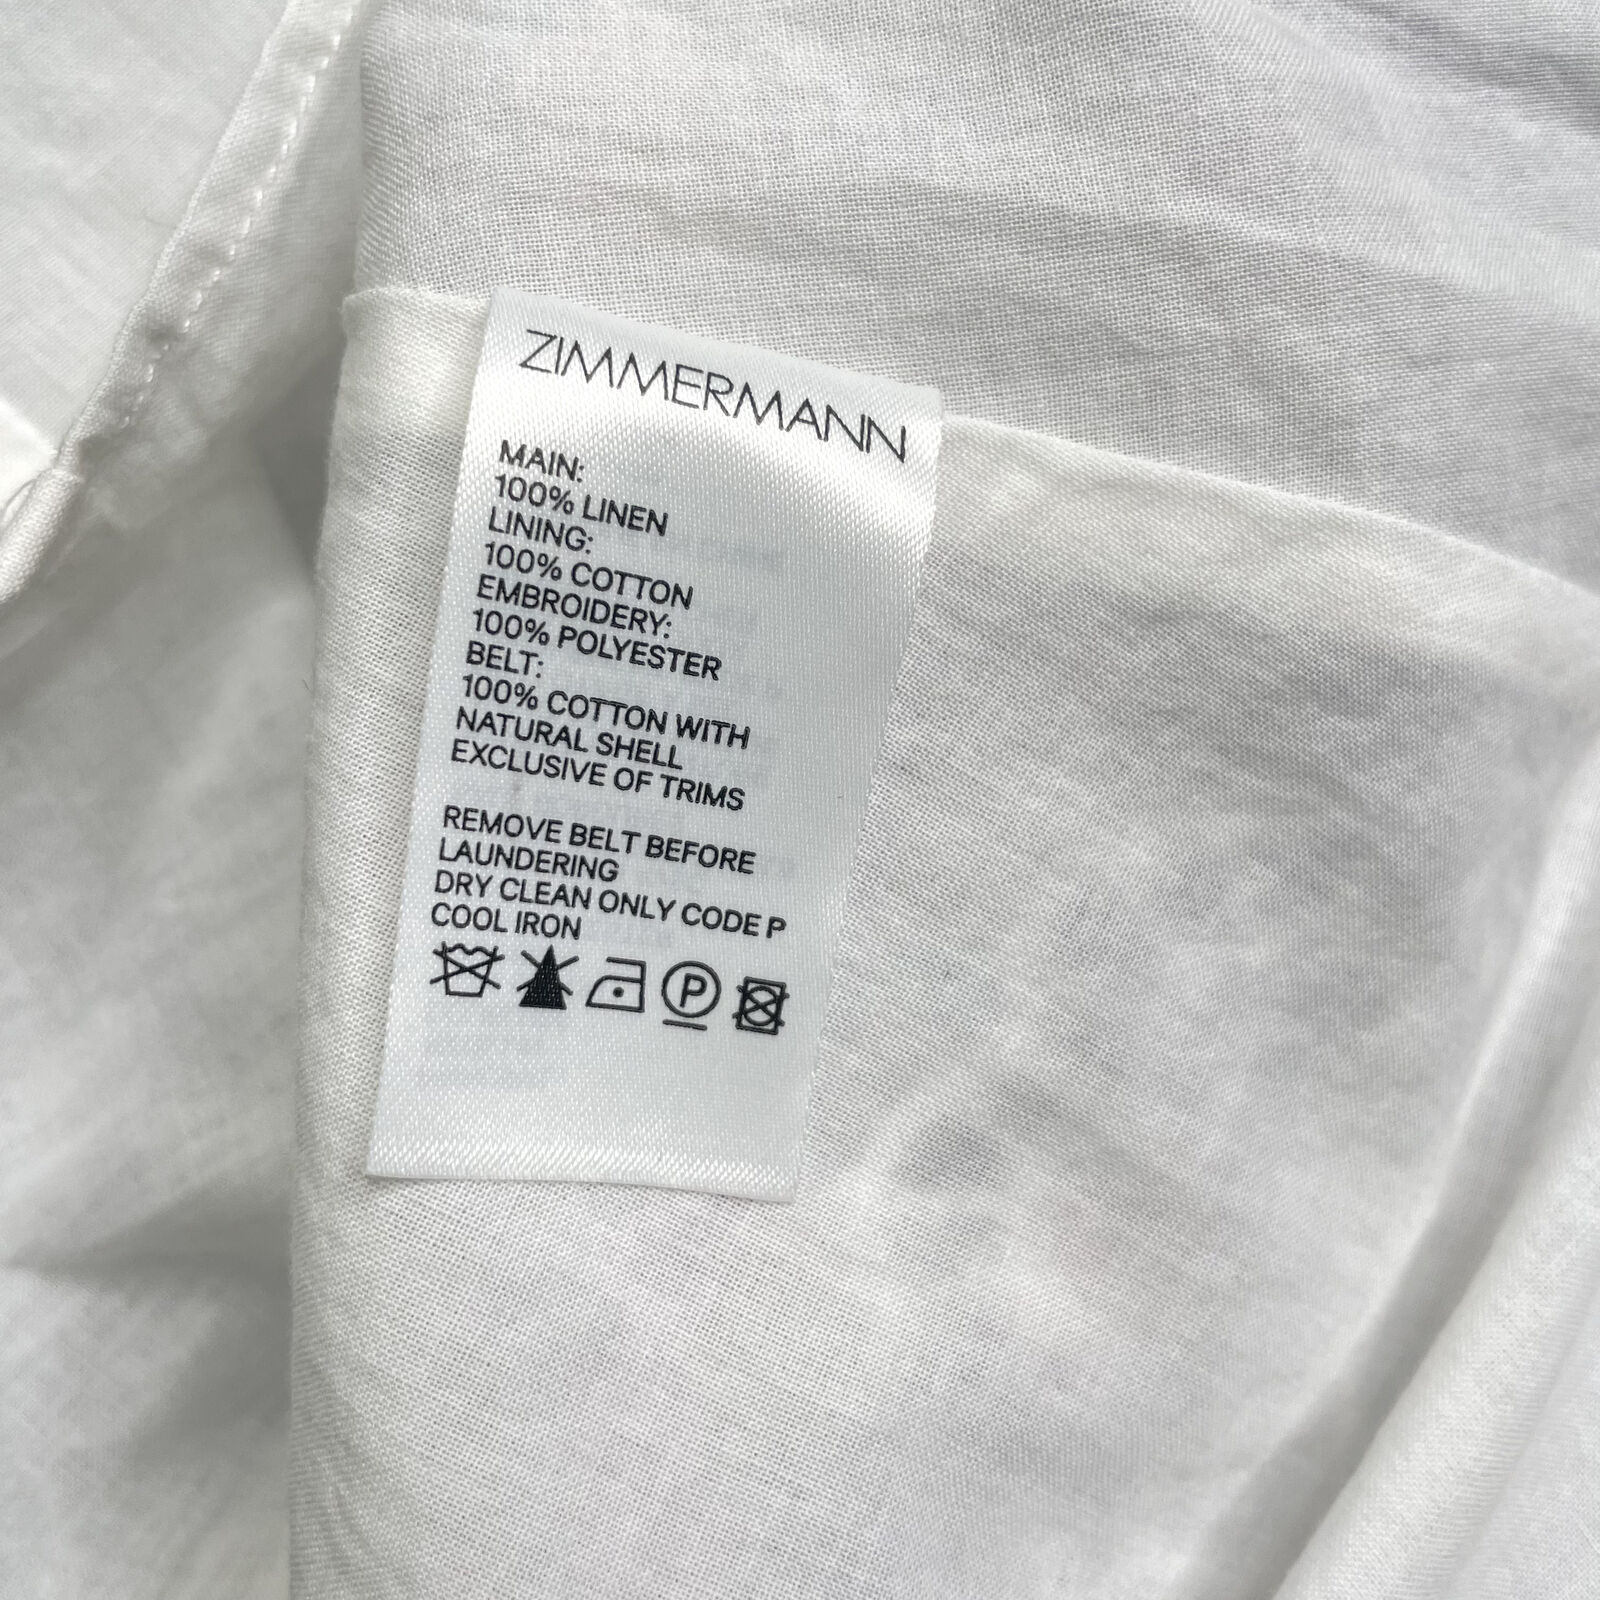 ZIMMERMANN
MAIN:
100% LINEN
LINING:
100% COTTON
EMBROIDERY:
100% POLYESTER
BELT:
100% COTTON WITH
NATURAL SHELL
EXCLUSIVE OF TRIMS
REMOVE BELT BEFORE
LAUNDERING
DRY CLEAN ONLY CODE P
COOL IRON
P